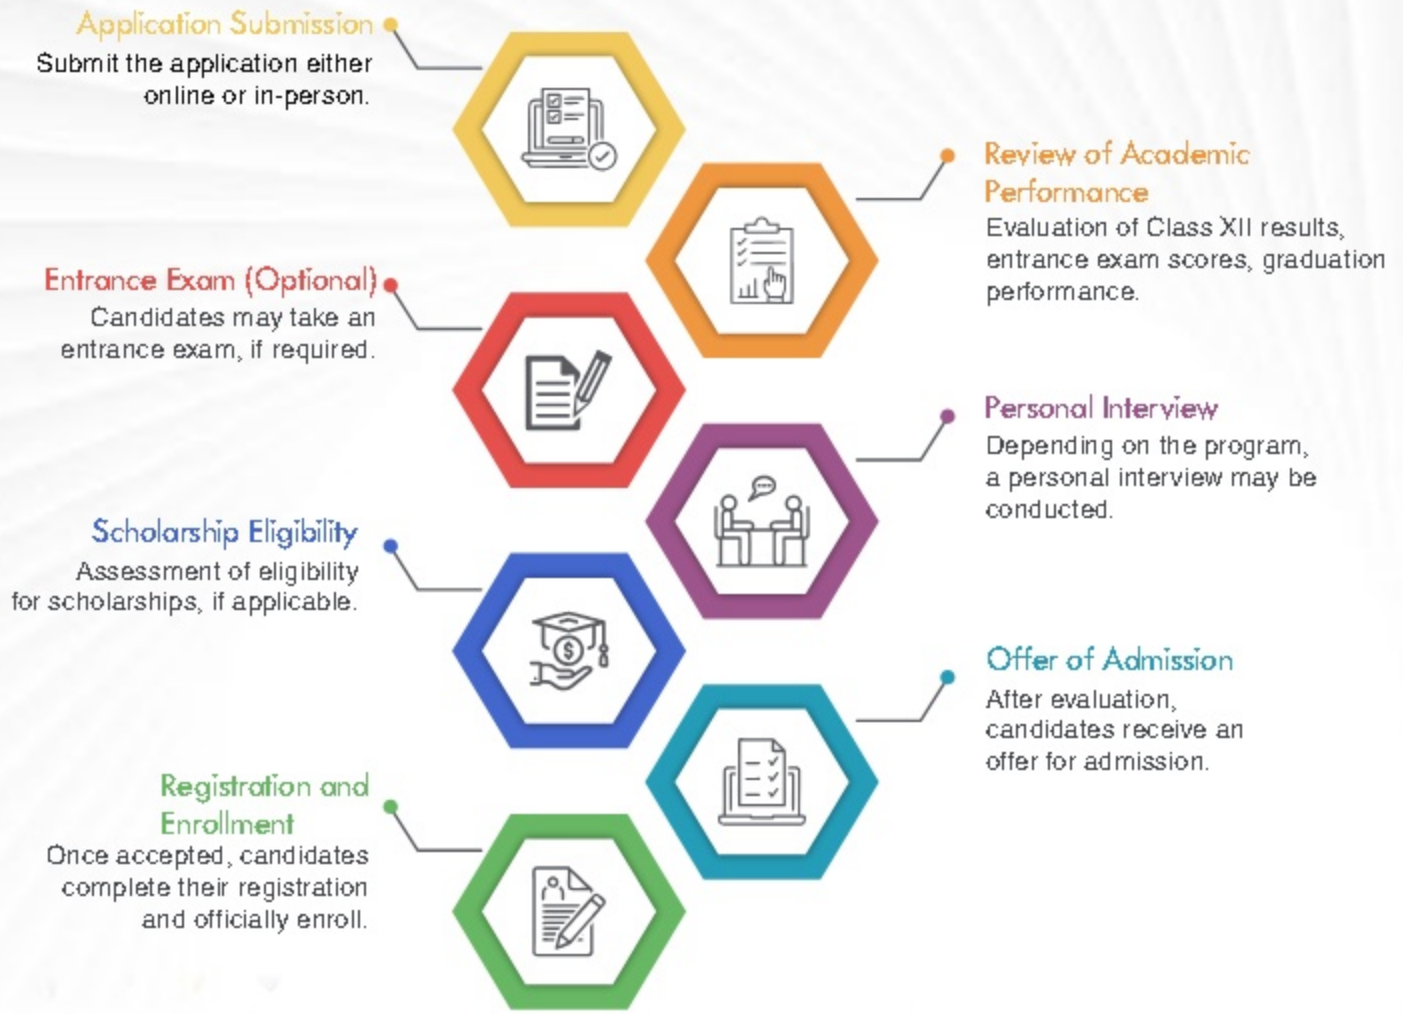 Application Submission
Submit the application either
online or in-person.
Review of Academic
Performance
Evaluation of Class XII results,
entrance exam scores, graduation
performance.
Entrance Exam (Optional)
Candidates may take an
entrance exam, if required.
Personal Interview
Depending on the program,
a personal interview may be
conducted.
Scholarship Eligibility
Assessment of eligibility
for scholarships, if applicable.
$
Offer of Admission
After evaluation,
candidates receive an
offer for admission.
Registration and
Enrollment
Once accepted, candidates
complete their registration
and officially enroll.